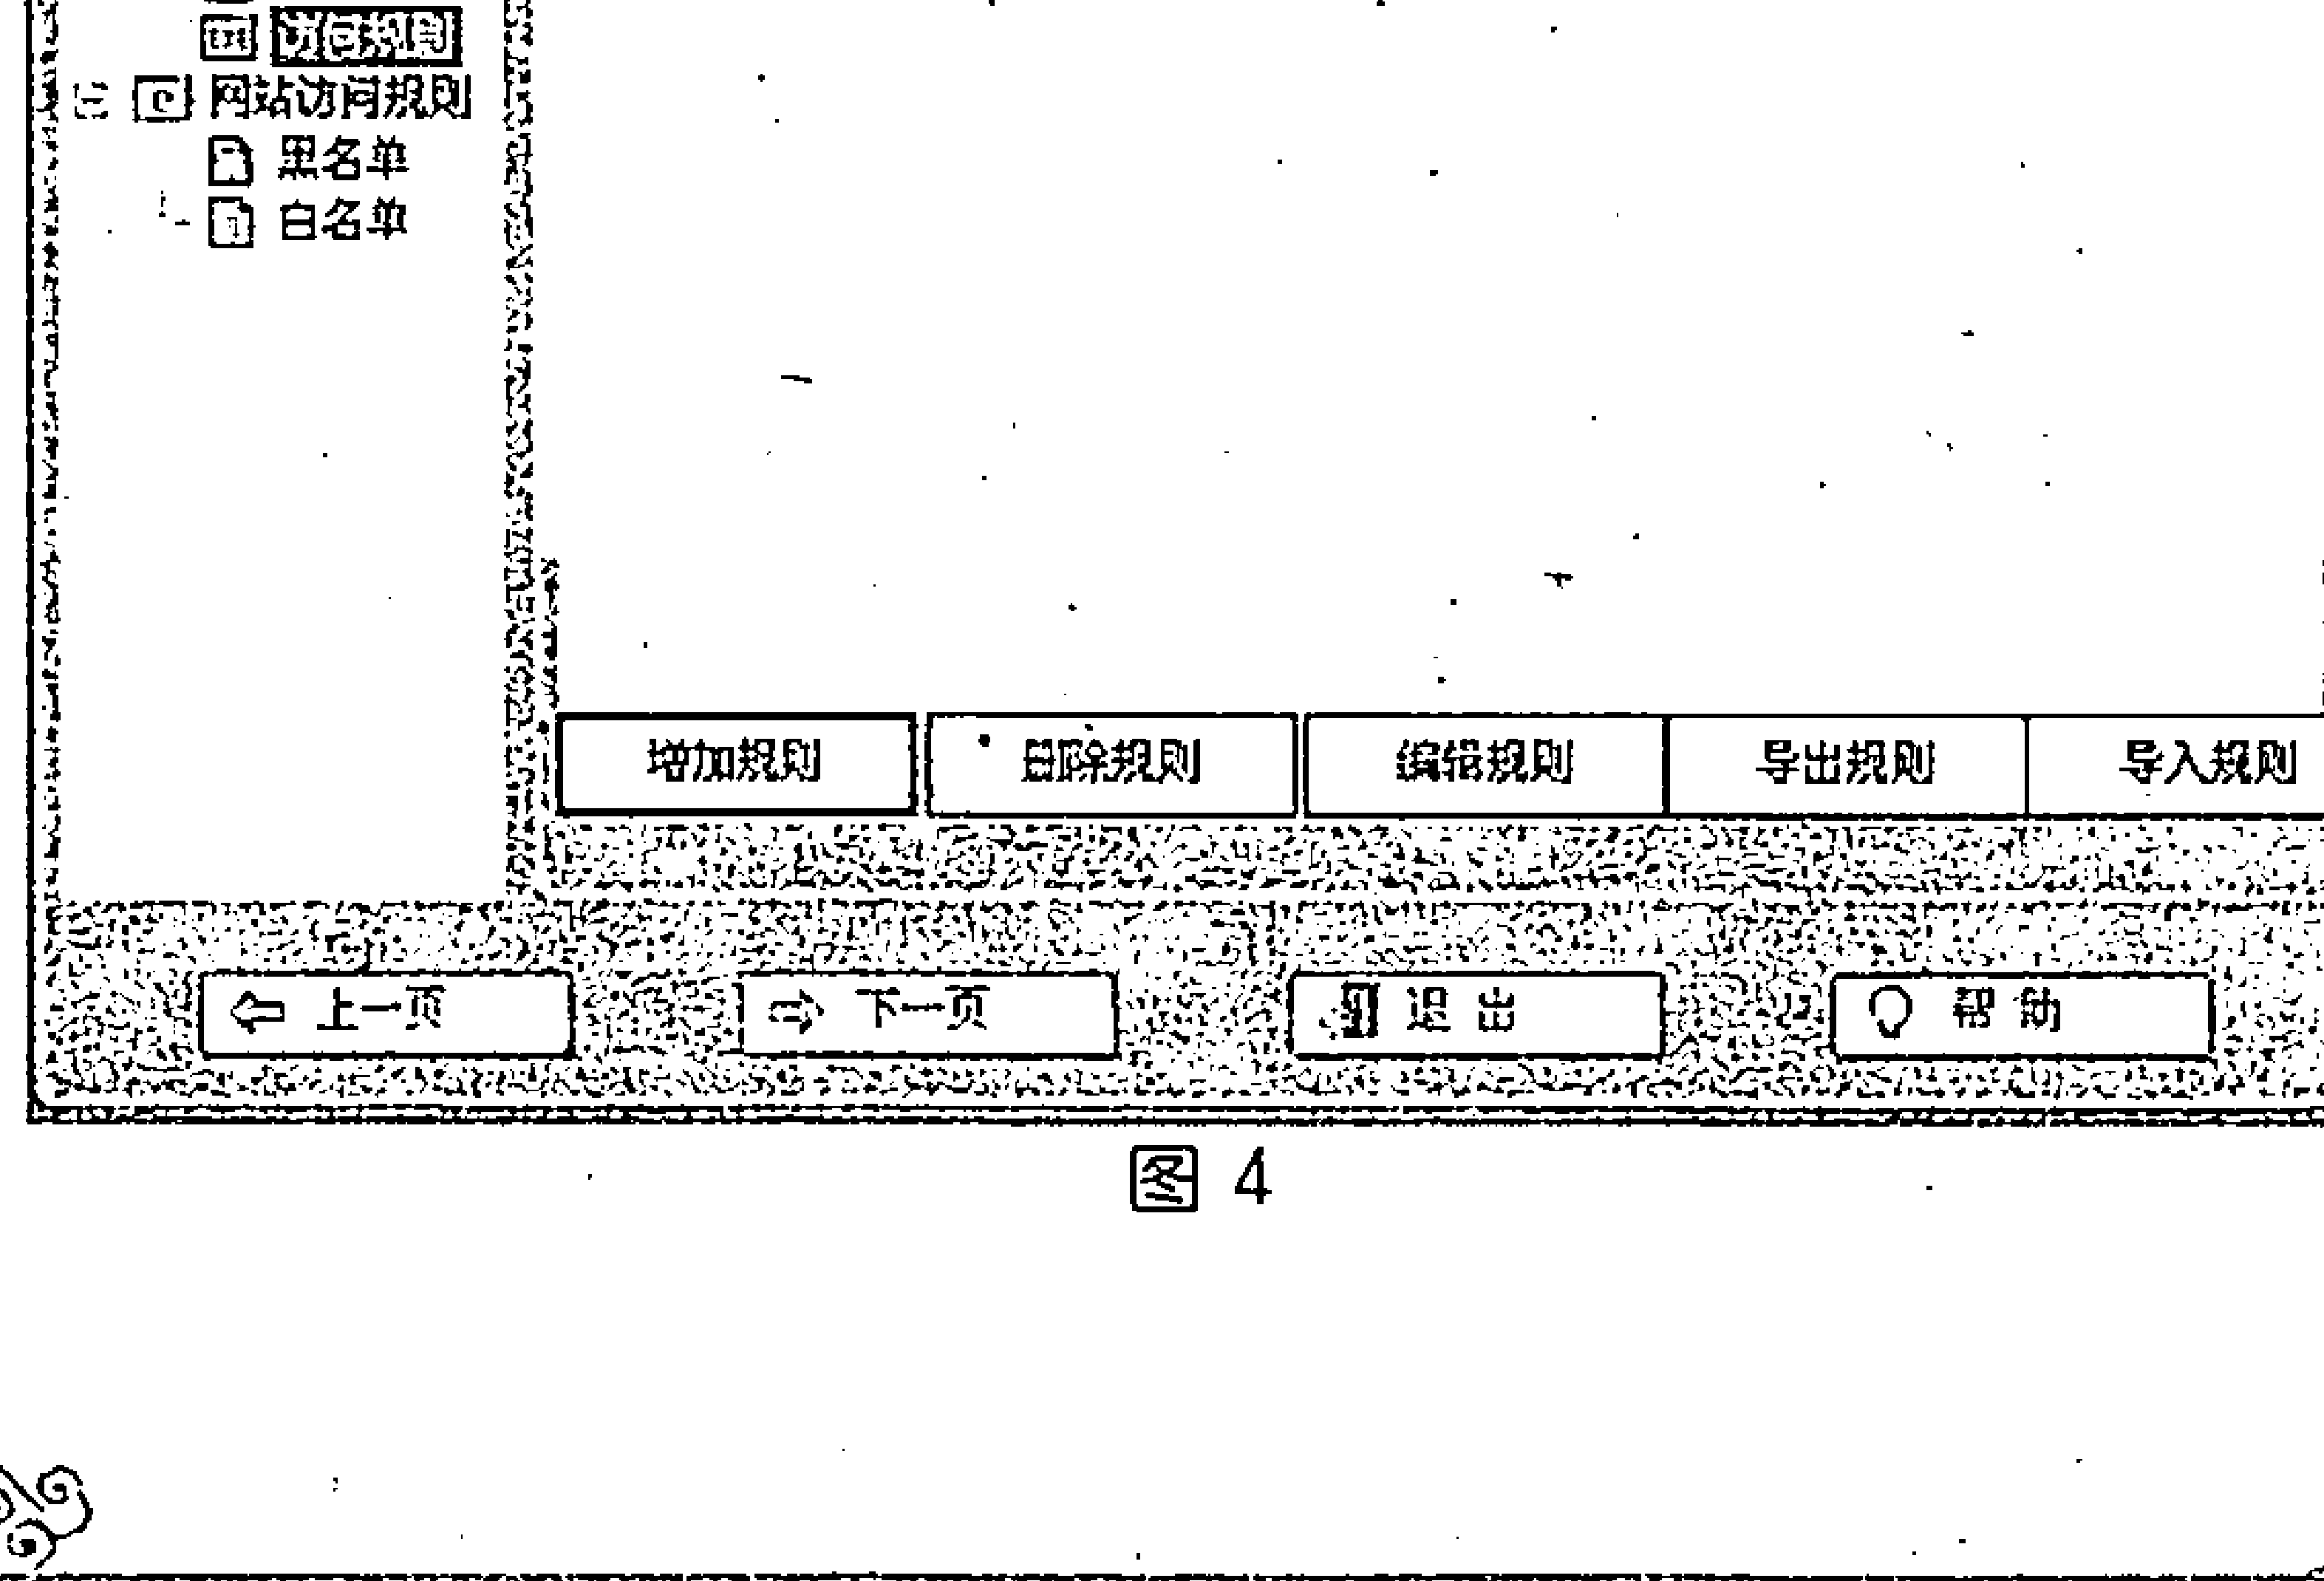 访问规则
网站访问规则
黑名单
白名单
增加规则 删除规则 编辑规则 导出规则 导入规则
上一页 下一页 退出 帮助
图 4